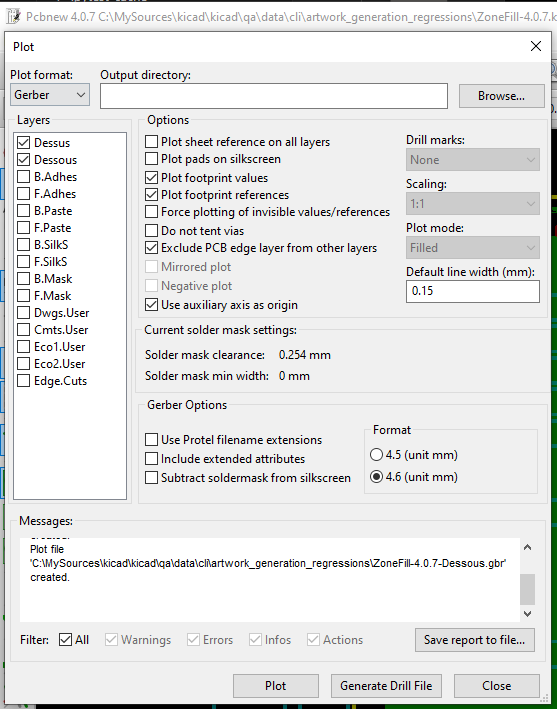 Pcbnew 4.0.7 C:\MySources\kicad\kicad\qa\data\cli\artwork_generation_regressions\ZoneFill-4.0.7.k
Plot
Plot format:
Gerber
Output directory:
Browse...
Layers
Dessus
Dessous
B.Adhes
F.Adhes
B.Paste
F.Paste
B.SilkS
F.SilkS
B.Mask
F.Mask
Dwgs.User
Cmts.User
Eco1.User
Eco2.User
Edge.Cuts
Options
Plot sheet reference on all layers
Plot pads on silkscreen
Plot footprint values
Plot footprint references
Force plotting of invisible values/references
Do not tent vias
Exclude PCB edge layer from other layers
Mirrored plot
Negative plot
Use auxiliary axis as origin
Drill marks:
None
Scaling:
1:1
Plot mode:
Filled
Default line width (mm):
0.15
Current solder mask settings:
Solder mask clearance: 0.254 mm
Solder mask min width: 0 mm
Gerber Options
Use Protel filename extensions
Include extended attributes
Subtract soldermask from silkscreen
Format
4.5 (unit mm)
4.6 (unit mm)
Messages:
Plot file
'C:\MySources\kicad\kicad\qa\data\cli\artwork_generation_regressions\ZoneFill-4.0.7-Dessous.gbr'
created.
Filter: All Warnings Errors Infos Actions
Save report to file...
Plot Generate Drill File Close